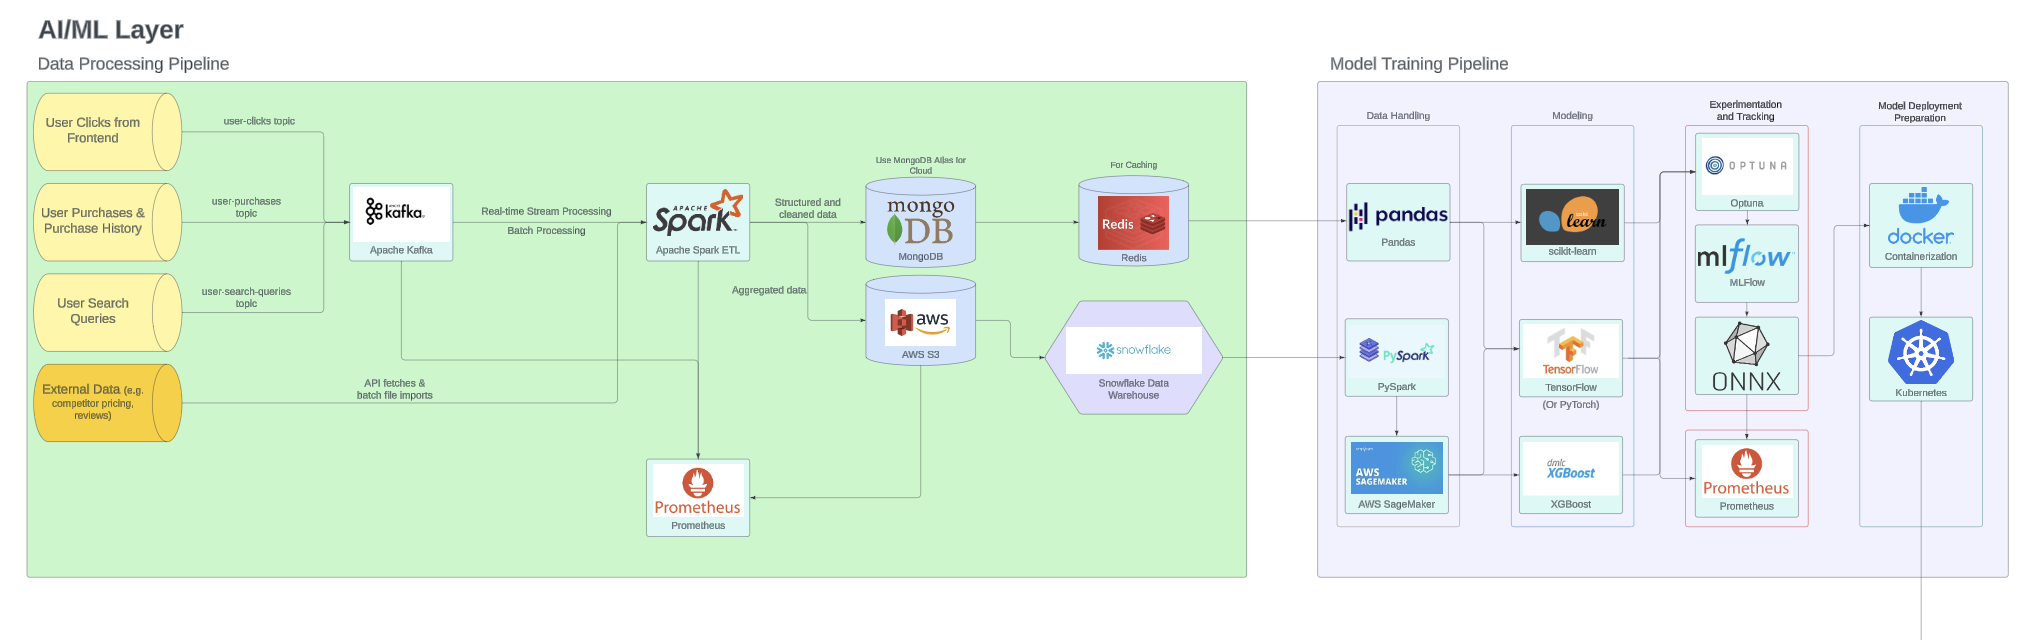 AI/ML Layer
Data Processing Pipeline
User Clicks from
Frontend
user-clicks topic
User Purchases &
Purchase History
user-purchases
topic
User Search
Queries
user-search-queries
topic
External Data (e.g.
competitor pricing,
reviews)
API fetches &
batch file imports
kafka
Apache Kafka
Real-time Stream Processing
Batch Processing
APACHE
Spark
Apache Spark ETL
Structured and
cleaned data
Aggregated data
Use MongoDB Atlas for
Cloud
mongo
DB
MongoDB
aws
AWS S3
For Caching
Redis
Redis
snowflake
Snowflake Data
Warehouse
Prometheus
Prometheus
Model Training Pipeline
Data Handling
pandas
Pandas
PySpark
PySpark
AWS
SAGEMAKER
AWS SageMaker
Modeling
learn
scikit-learn
TensorFlow
TensorFlow
(Or PyTorch)
dmlc
XGBoost
XGBoost
Experimentation
and Tracking
OPTUNA
Optuna
mlflow
MLFlow
ONNX
Prometheus
Prometheus
Model Deployment
Preparation
docker
Containerization
Kubernetes